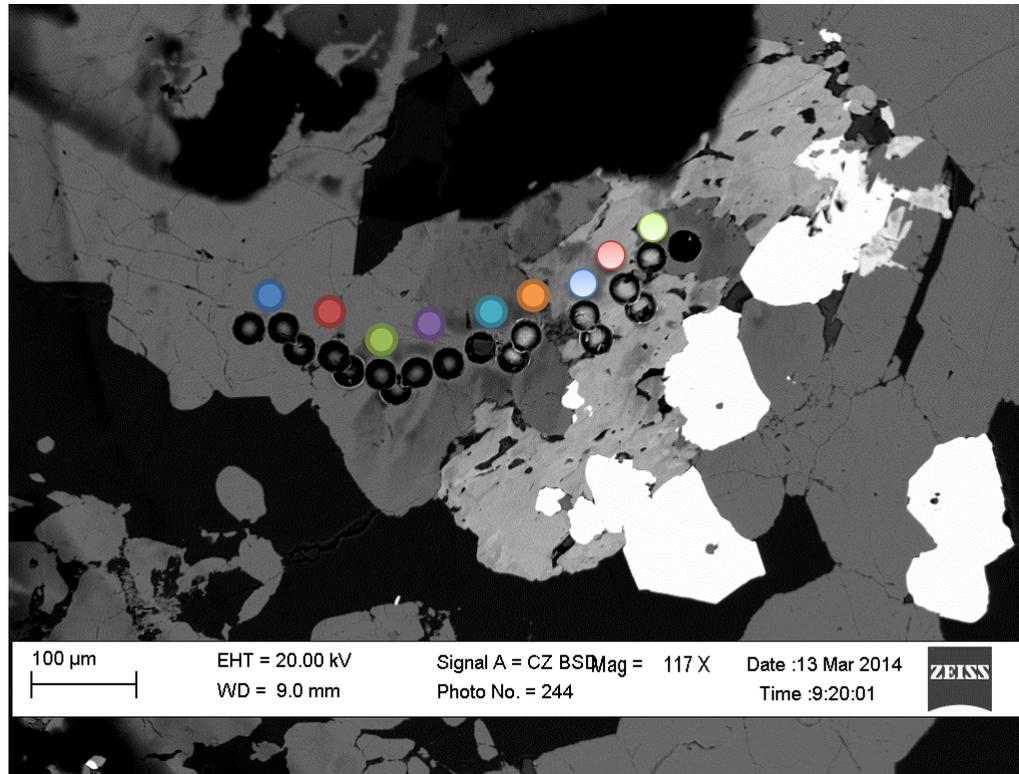 100 µm
EHT = 20.00 kV
WD = 9.0 mm
Signal A = CZ BSD
Photo No. = 244
Mag = 117 X
Date :13 Mar 2014
Time :9:20:01
ZEISS